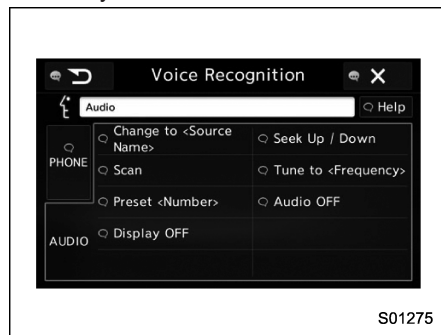 Voice Recognition
Audio
Help
PHONE
AUDIO
Change to <Source
Name>
Seek Up / Down
Scan
Tune to <Frequency>
Preset <Number>
Audio OFF
Display OFF
S01275